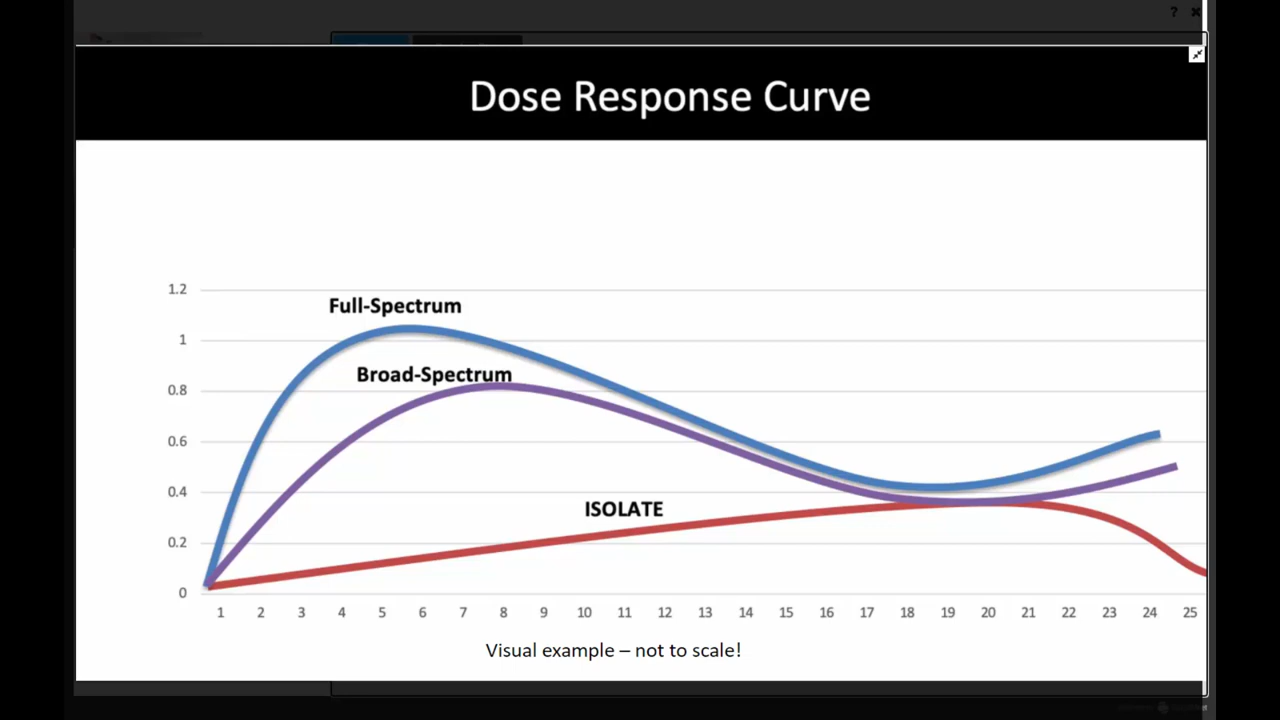 ?
Dose Response Curve
1.2
Full-Spectrum
1
Broad-Spectrum
0.8
0.6
0.4
ISOLATE
0.2
0
1 2 3 4 5 6 7 8 9 10 11 12 13 14 15 16 17 18 19 20 21 22 23 24 25
Visual example – not to scale!